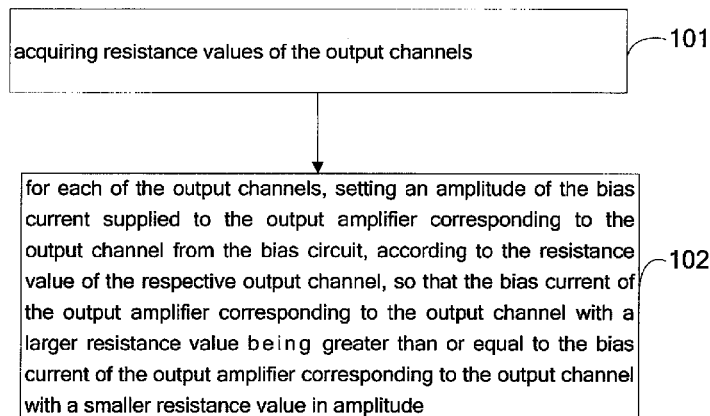 acquiring resistance values of the output channels
101
for each of the output channels, setting an amplitude of the bias
current supplied to the output amplifier corresponding to the
output channel from the bias circuit, according to the resistance
value of the respective output channel, so that the bias current of
the output amplifier corresponding to the output channel with a
larger resistance value being greater than or equal to the bias
current of the output amplifier corresponding to the output channel
with a smaller resistance value in amplitude
102